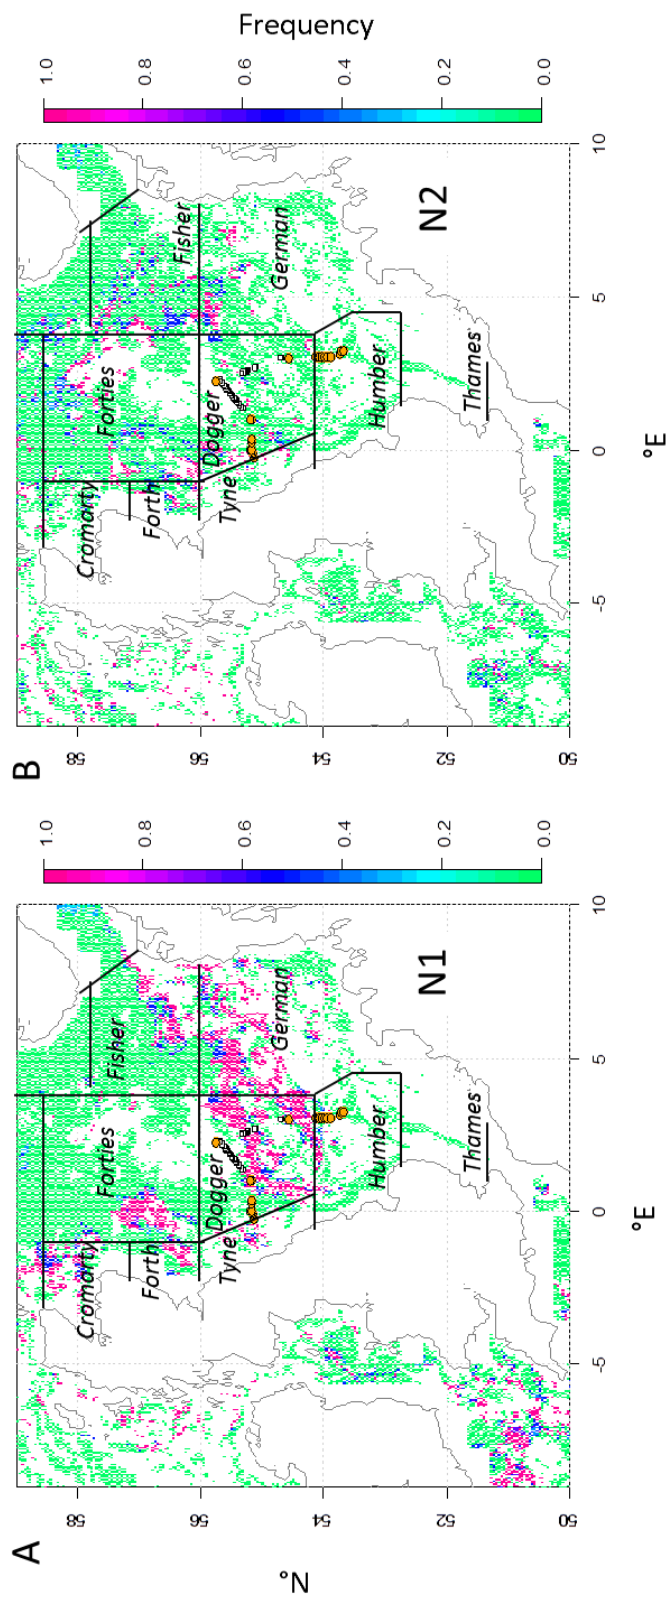 A
N°
58
56
54
52
50
-5
0
5
10
°E
Cromarty
Forth
Forties
Fisher
Tyne
Dogger
German
Humber
Thames
N1
1.0
0.8
0.6
0.4
0.2
0.0
B
58
56
54
52
50
-5
0
5
10
°E
Cromarty
Forth
Forties
Fisher
Tyne
Dogger
German
Humber
Thames
N2
1.0
0.8
0.6
0.4
0.2
0.0
Frequency